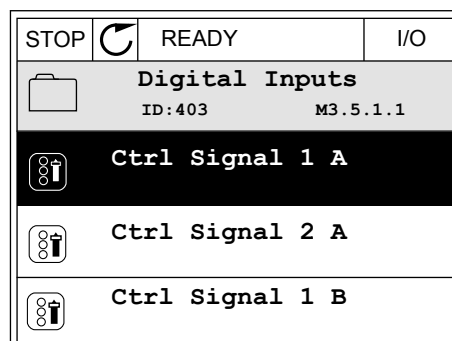 STOP READY I/O
Digital Inputs
ID:403 M3.5.1.1
Ctrl Signal 1 A
Ctrl Signal 2 A
Ctrl Signal 1 B